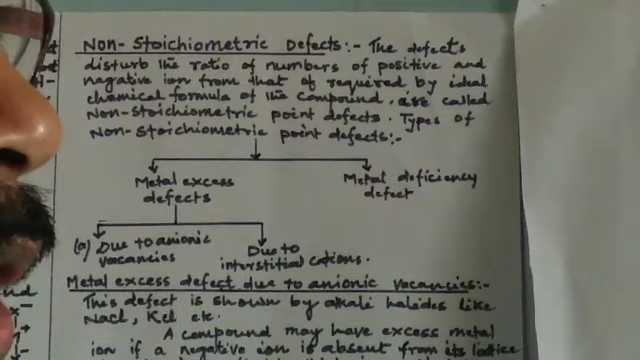 Non-Stoichiometric Defects:- The defects
disturb the ratio of numbers of positive and
negative ion from that of required by ideal
chemical formula of the compound. are called
Non-stoichiometric point defects. Types of
Non-stoichiometric point defects:-
Metal excess
defects
Metal deficiency
defect
(a) Due to anionic
vacancies
Due to
interstitial cations.
Metal excess defect due to anionic vacancies:-
This defect is shown by alkali halides like
Nacl, Kcl etc.
A compound may have excess metal
ion if a negative ion is absent from its lattice